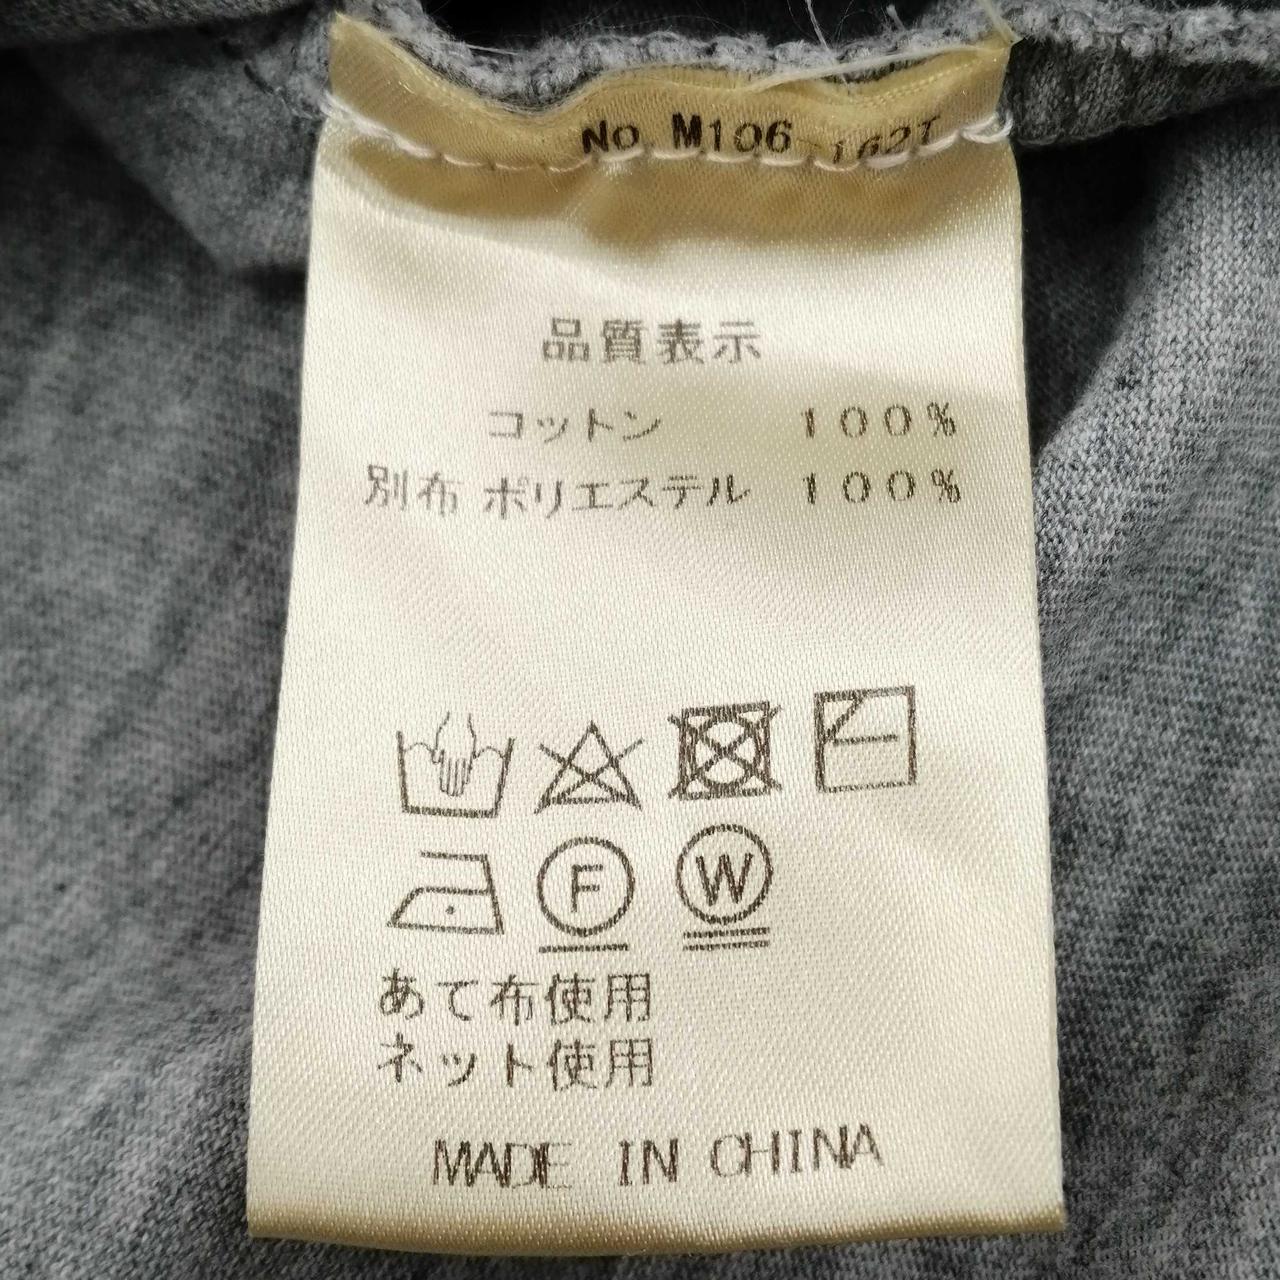 No M106-162T
品質表示
コットン 100%
別布 ポリエステル 100%
F W
あて布使用
ネット使用
MADE IN CHINA